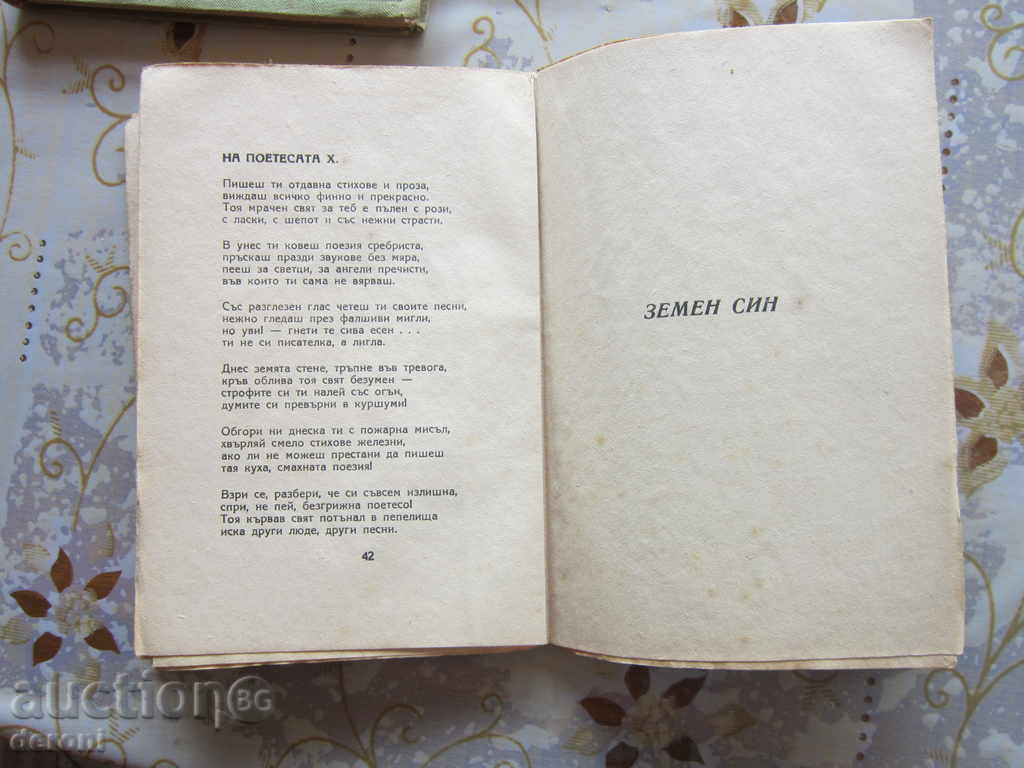 НА ПОЕТЕСАТА Х.
Пишеш ти отдавна стихове и проза,
виждаш всичко финно и прекрасно.
Тоя мрачен свят за теб е пълен с рози,
с ласки, с шепот и със нежни страсти.
В унес ти ковеш поезия сребриста,
пръскаш празди звукове без мяра,
пееш за светци, за ангели пречисти,
във които ти сама не вярваш.
Със разглезен глас четеш ти своите песни,
нежно гледаш през фалшиви мигли,
но уви! — гнети те сива есен . . .
ти не си писателка, а лигла.
Днес земята стене, тръпне във тревога,
кръв облива тоя свят безумен —
строфите си ти налей със огън,
думите си превърни в куршуми!
Обгори ни днеска ти с пожарна мисъл,
хвърляй смело стихове железни,
ако ли не можеш престани да пишеш
тая куха, смахната поезия!
Взри се, разбери, че си съвсем излишна,
спри, не пей, безгрижна поетесо!
Тоя кървав свят потънал в пепелища
иска други люде, други песни.
42
ЗЕМЕН СИН
auctionBG
deroni